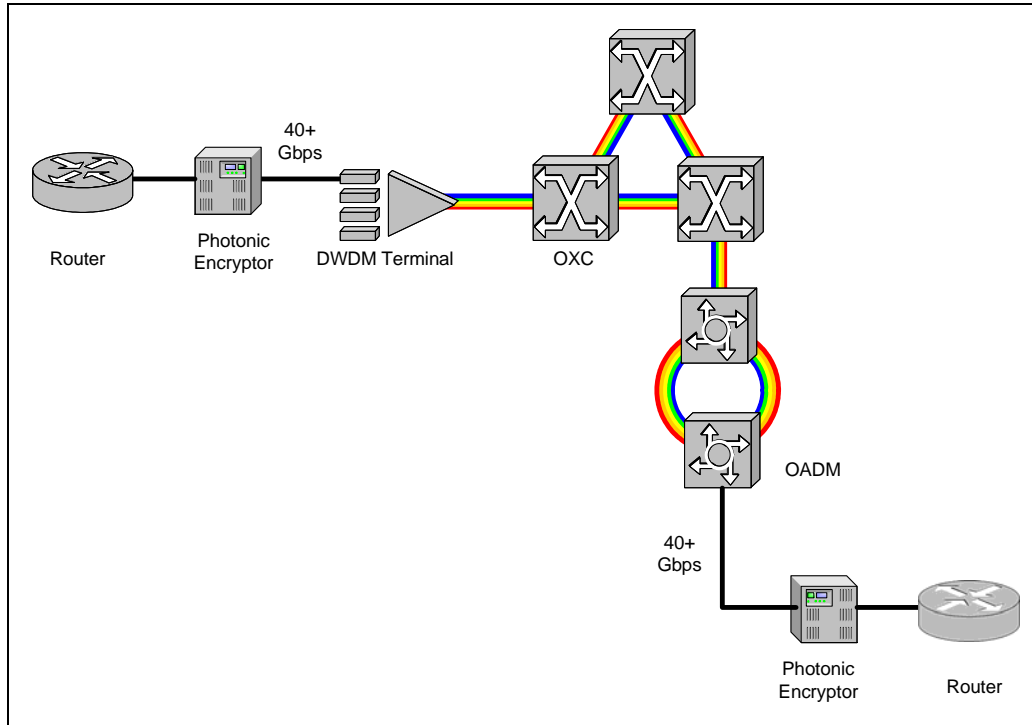 40+
Gbps
Router
Photonic
Encryptor
DWDM Terminal
OXC
OADM
40+
Gbps
Photonic
Encryptor
Router